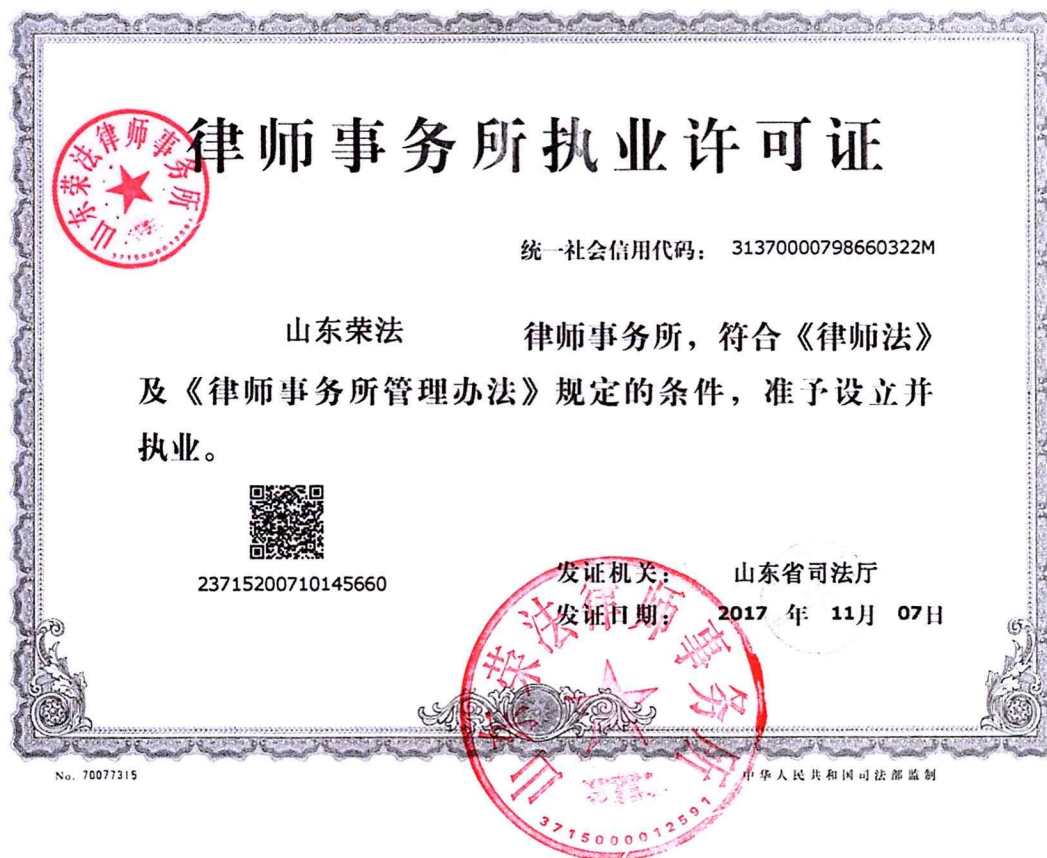 律师事务所执业许可证
山东荣法律师事务所
3715000012591
统一社会信用代码： 31370000798660322M
山东荣法 律师事务所，符合《律师法》
及《律师事务所管理办法》规定的条件，准予设立并
执业。
23715200710145660
发证机关： 山东省司法厅
发证日期： 2017 年 11月 07日
山东荣法律师事务所
3715000012591
No. 70077315
中华人民共和国司法部监制